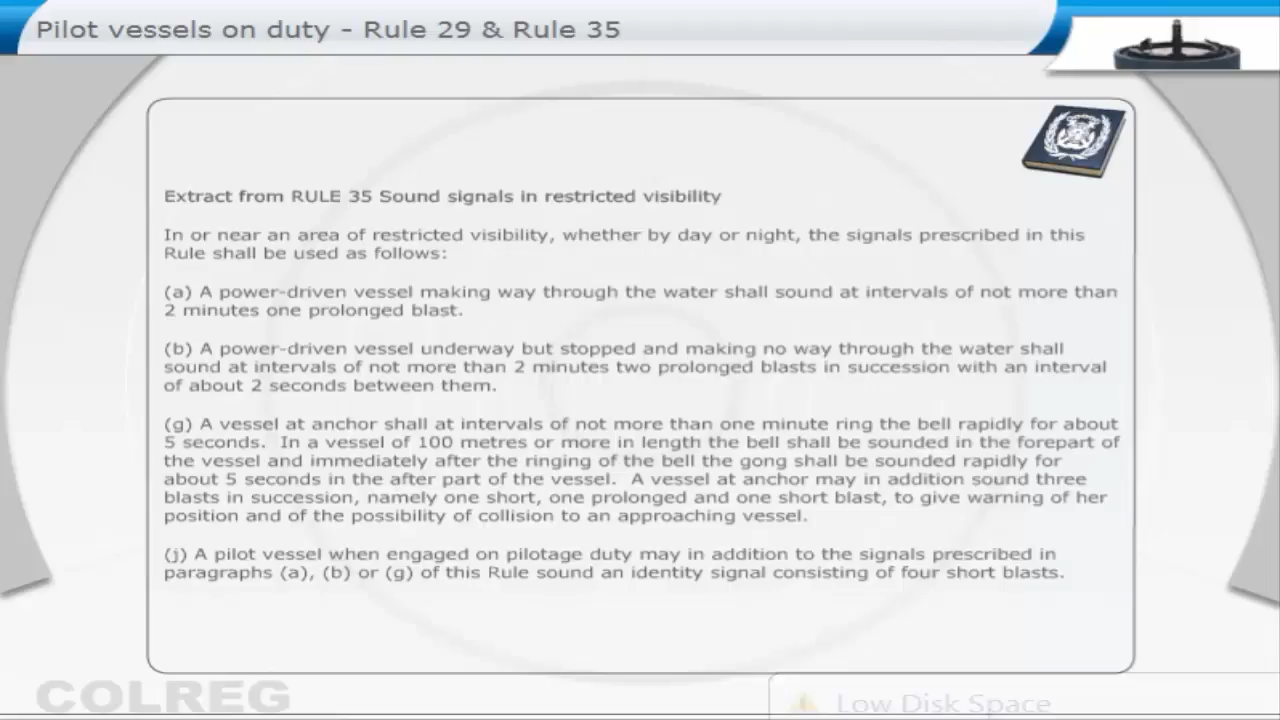 Pilot vessels on duty - Rule 29 & Rule 35
Extract from RULE 35 Sound signals in restricted visibility
In or near an area of restricted visibility, whether by day or night, the signals prescribed in this
Rule shall be used as follows:
(a) A power-driven vessel making way through the water shall sound at intervals of not more than
2 minutes one prolonged blast.
(b) A power-driven vessel underway but stopped and making no way through the water shall
sound at intervals of not more than 2 minutes two prolonged blasts in succession with an interval
of about 2 seconds between them.
(g) A vessel at anchor shall at intervals of not more than one minute ring the bell rapidly for about
5 seconds.  In a vessel of 100 metres or more in length the bell shall be sounded in the forepart of
the vessel and immediately after the ringing of the bell the gong shall be sounded rapidly for
about 5 seconds in the after part of the vessel.  A vessel at anchor may in addition sound three
blasts in succession, namely one short, one prolonged and one short blast, to give warning of her
position and of the possibility of collision to an approaching vessel.
(j) A pilot vessel when engaged on pilotage duty may in addition to the signals prescribed in
paragraphs (a), (b) or (g) of this Rule sound an identity signal consisting of four short blasts.
COLREG
Low Disk Space